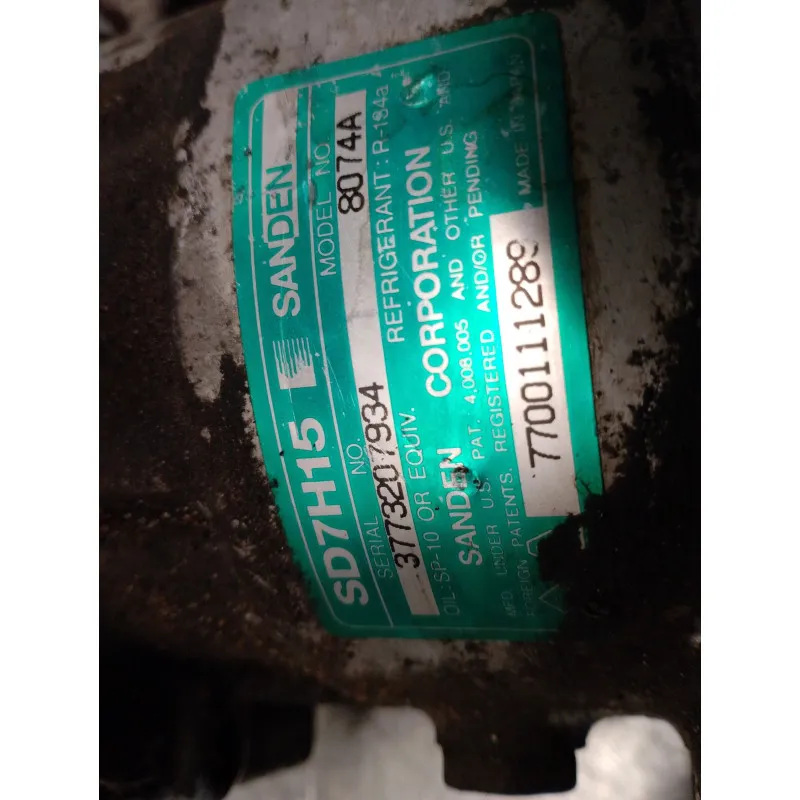 SD7H15 SANDEN
SERIAL NO. MODEL NO.
3773207934 8074A
OIL: SP-10 OR EQUIV. REFRIGERANT: R-134a
SANDEN CORPORATION
MFD. UNDER U.S. PAT. 4,008,005 AND OTHER U.S. AND
FOREIGN PATENTS. REGISTERED AND/OR PENDING
7700111289 MADE IN JAPAN